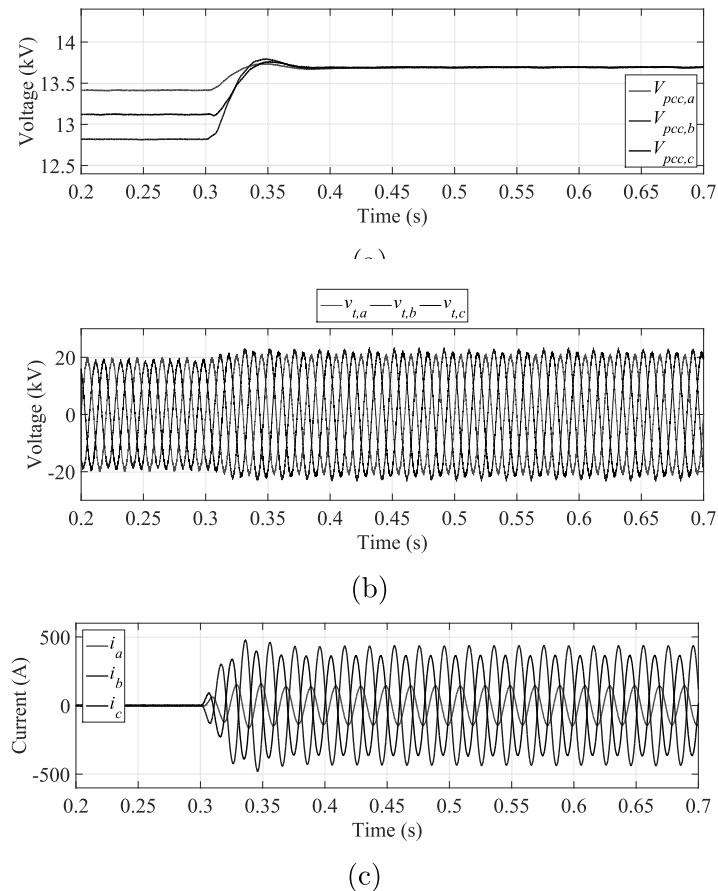 14
13.5
13
12.5
Voltage (kV)
V_pcc,a
V_pcc,b
V_pcc,c
0.2 0.25 0.3 0.35 0.4 0.45 0.5 0.55 0.6 0.65 0.7
Time (s)
v_t,a v_t,b v_t,c
20
0
-20
Voltage (kV)
0.2 0.25 0.3 0.35 0.4 0.45 0.5 0.55 0.6 0.65 0.7
Time (s)
(b)
500
0
-500
Current (A)
i_a
i_b
i_c
0.2 0.25 0.3 0.35 0.4 0.45 0.5 0.55 0.6 0.65 0.7
Time (s)
(c)